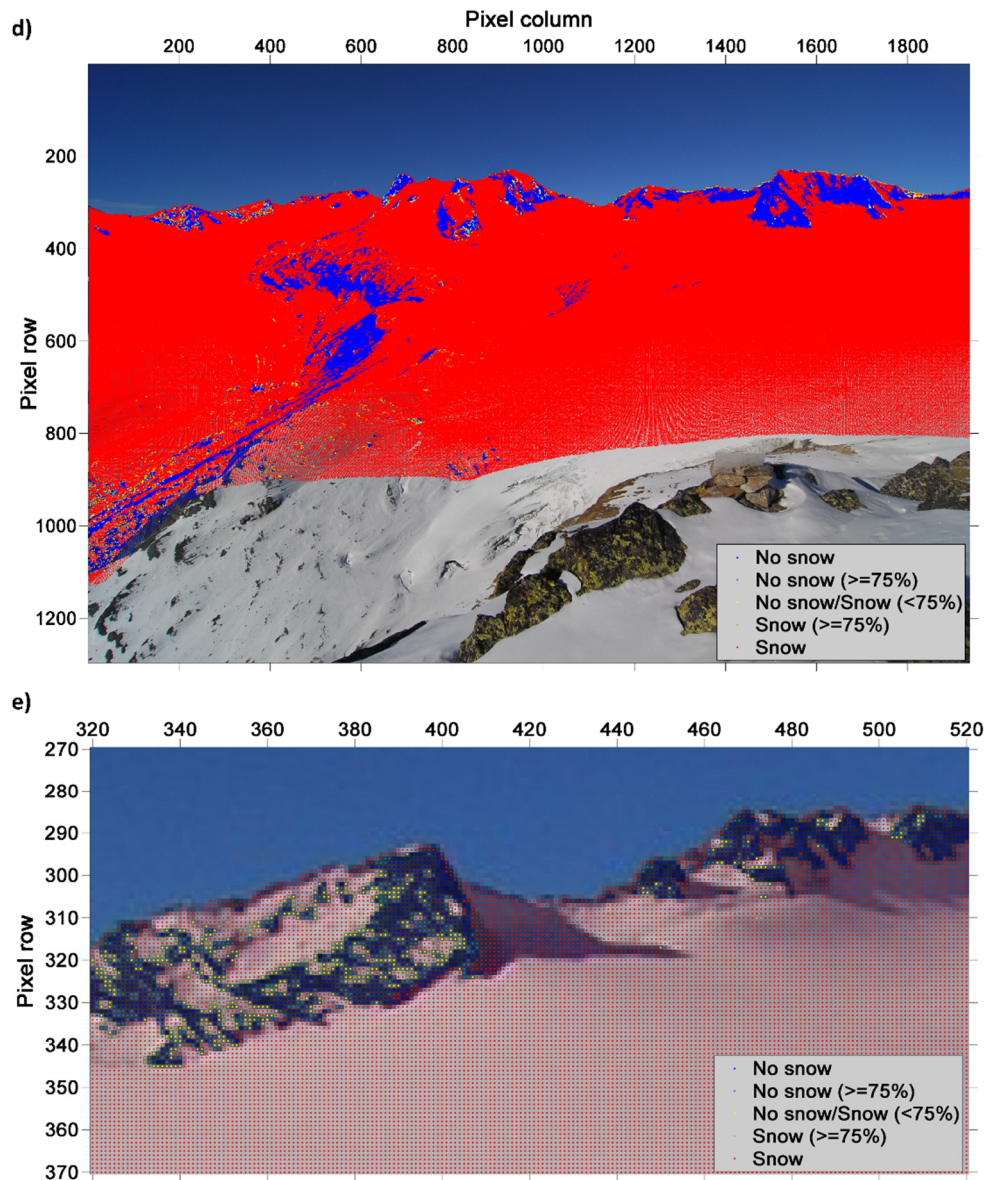 d)
Pixel column
200 400 600 800 1000 1200 1400 1600 1800
Pixel row
200
400
600
800
1000
1200
No snow
No snow (>=75%)
No snow/Snow (<75%)
Snow (>=75%)
Snow
e)
320 340 360 380 400 420 440 460 480 500 520
Pixel row
270
280
290
300
310
320
330
340
350
360
370
No snow
No snow (>=75%)
No snow/Snow (<75%)
Snow (>=75%)
Snow